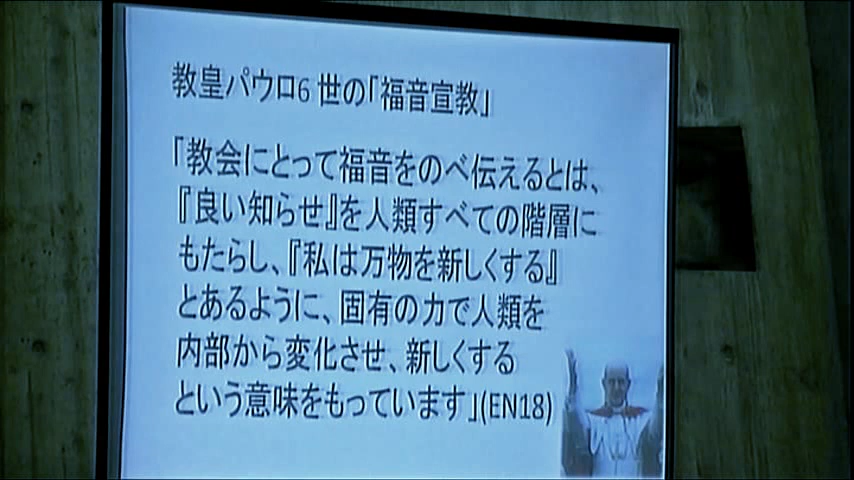 教皇パウロ6 世の「福音宣教」
「教会にとって福音をのべ伝えるとは、
『良い知らせ』を人類すべての階層に
もたらし、『私は万物を新しくする』
とあるように、固有の力で人類を
内部から変化させ、新しくする
という意味をもっています」(EN18)